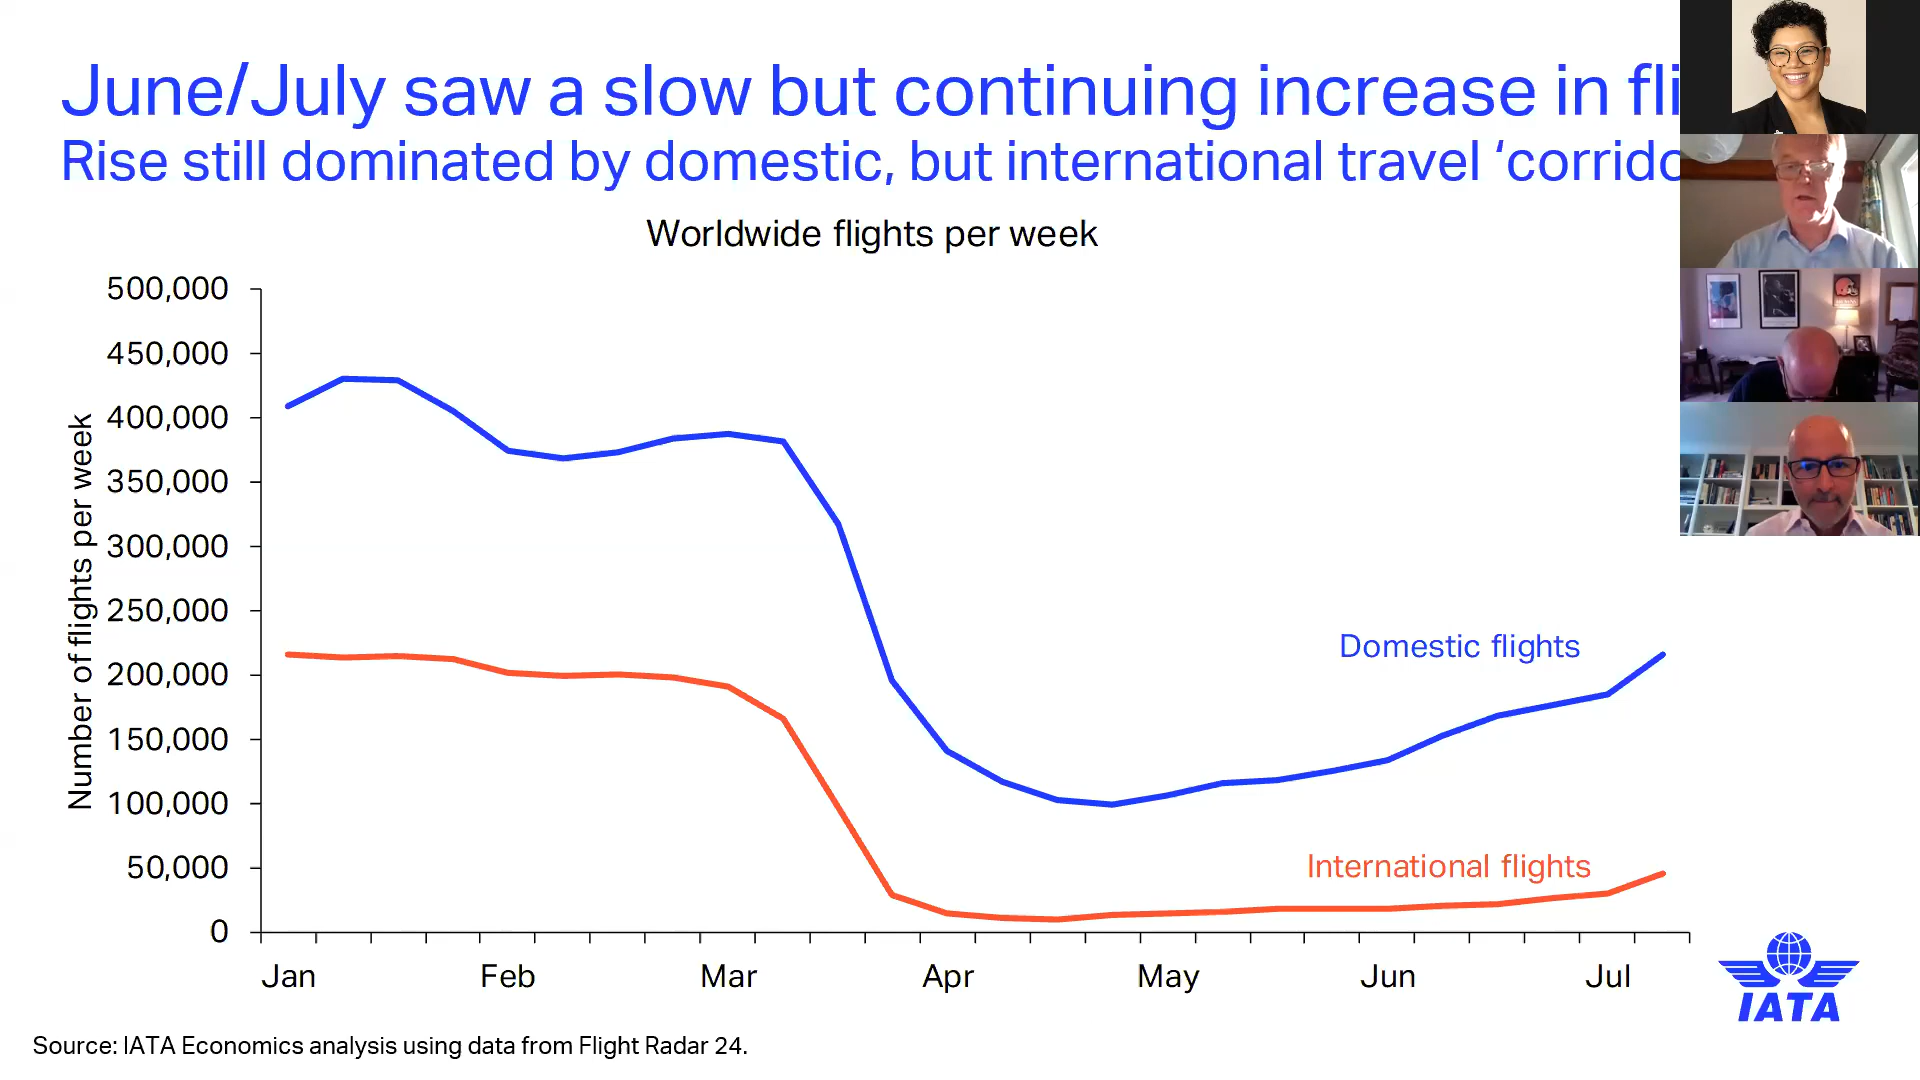 June/July saw a slow but continuing increase in fli
Rise still dominated by domestic, but international travel ‘corrido
Worldwide flights per week
Number of flights per week
500,000
450,000
400,000
350,000
300,000
250,000
200,000
150,000
100,000
50,000
0
Domestic flights
International flights
Jan Feb Mar Apr May Jun Jul
IATA
Source: IATA Economics analysis using data from Flight Radar 24.